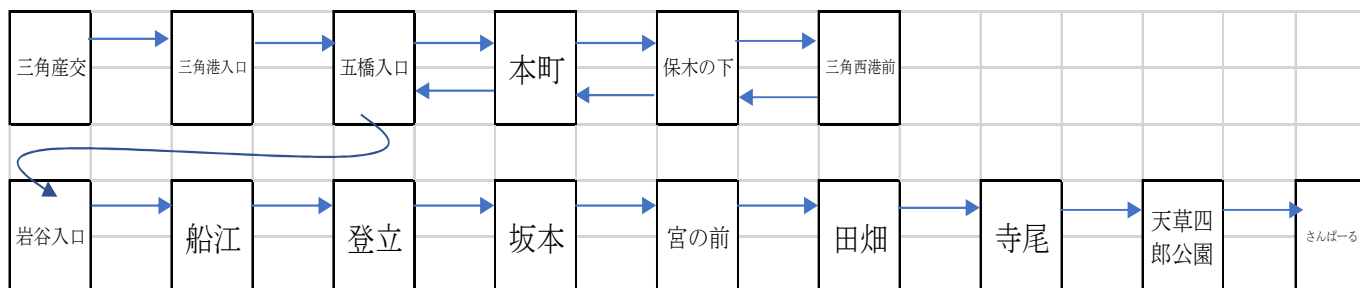 三角産交
三角港入口
五橋入口
本町
保木の下
三角西港前
岩谷入口
船江
登立
坂本
宮の前
田畑
寺尾
天草四
郎公園
さんぱーる